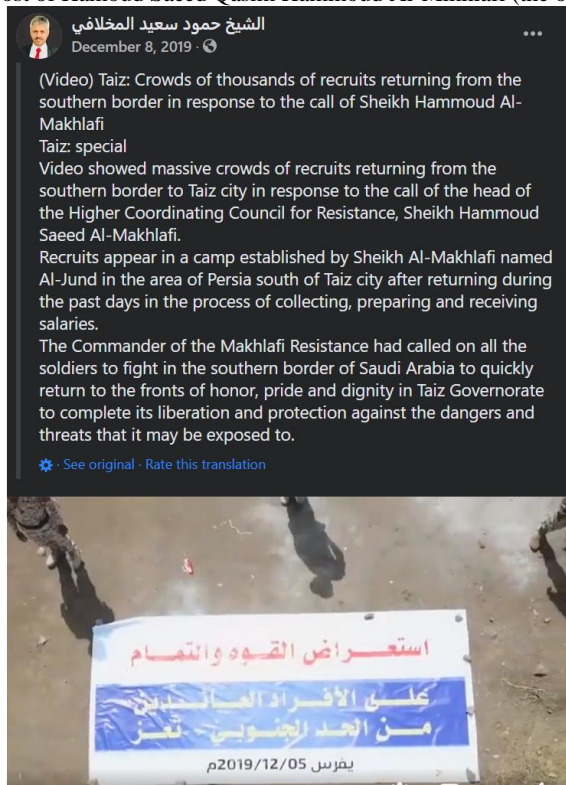 الشيخ حمود سعيد المخلافي
December 8, 2019
(Video) Taiz: Crowds of thousands of recruits returning from the
southern border in response to the call of Sheikh Hammoud Al-
Makhlafi
Taiz: special
Video showed massive crowds of recruits returning from the
southern border to Taiz city in response to the call of the head of
the Higher Coordinating Council for Resistance, Sheikh Hammoud
Saeed Al-Makhlafi.
Recruits appear in a camp established by Sheikh Al-Makhlafi named
Al-Jund in the area of Persia south of Taiz city after returning during
the past days in the process of collecting, preparing and receiving
salaries.
The Commander of the Makhlafi Resistance had called on all the
soldiers to fight in the southern border of Saudi Arabia to quickly
return to the fronts of honor, pride and dignity in Taiz Governorate
to complete its liberation and protection against the dangers and
threats that it may be exposed to.
· See original · Rate this translation
استعراض القوه والتمام
على الأفراد العائدين
من الحد الجنوبي - تعز
يفرس 2019/12/05م